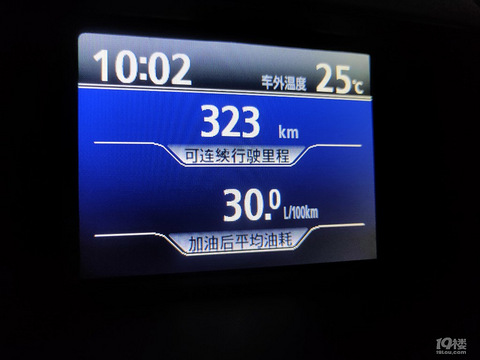 10:02 车外温度 25℃
323 km
可连续行驶里程
30.0 L/100km
加油后平均油耗
19楼
19lou.com